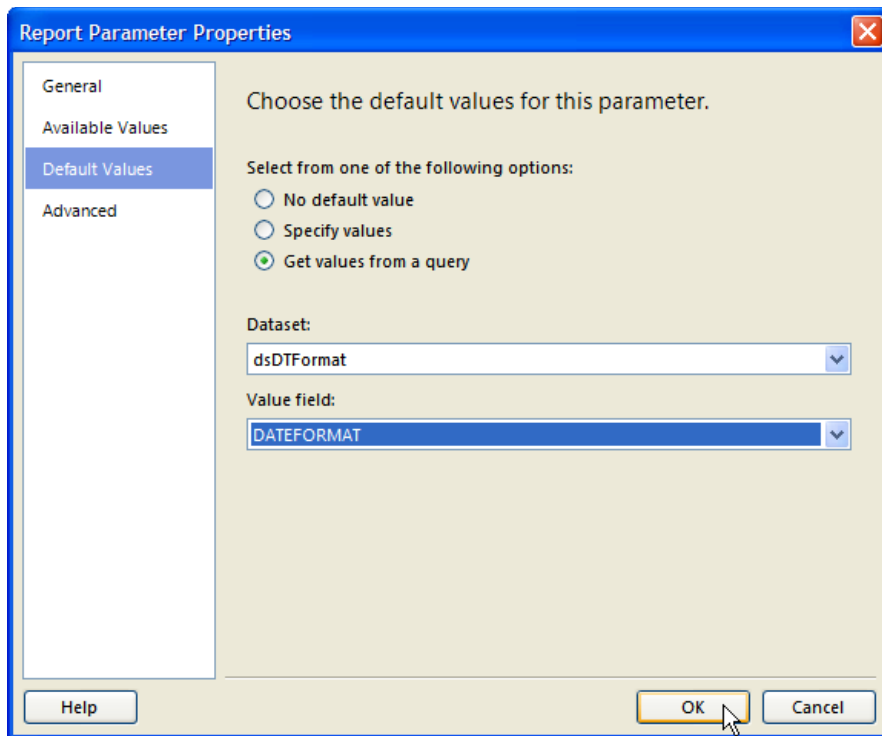 Report Parameter Properties
General
Available Values
Default Values
Advanced
Choose the default values for this parameter.
Select from one of the following options:
No default value
Specify values
Get values from a query
Dataset:
dsDTFormat
Value field:
DATEFORMAT
Help
OK
Cancel